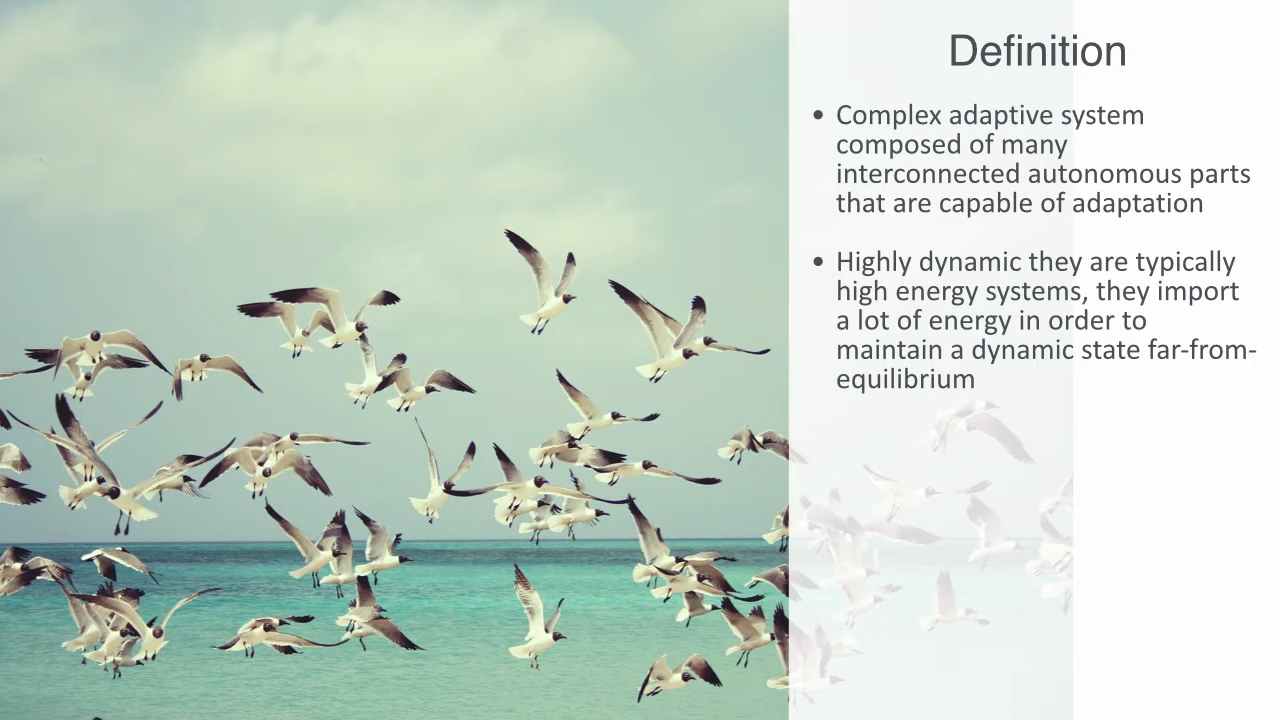 Definition
• Complex adaptive system
composed of many
interconnected autonomous parts
that are capable of adaptation
• Highly dynamic they are typically
high energy systems, they import
a lot of energy in order to
maintain a dynamic state far-from-
equilibrium